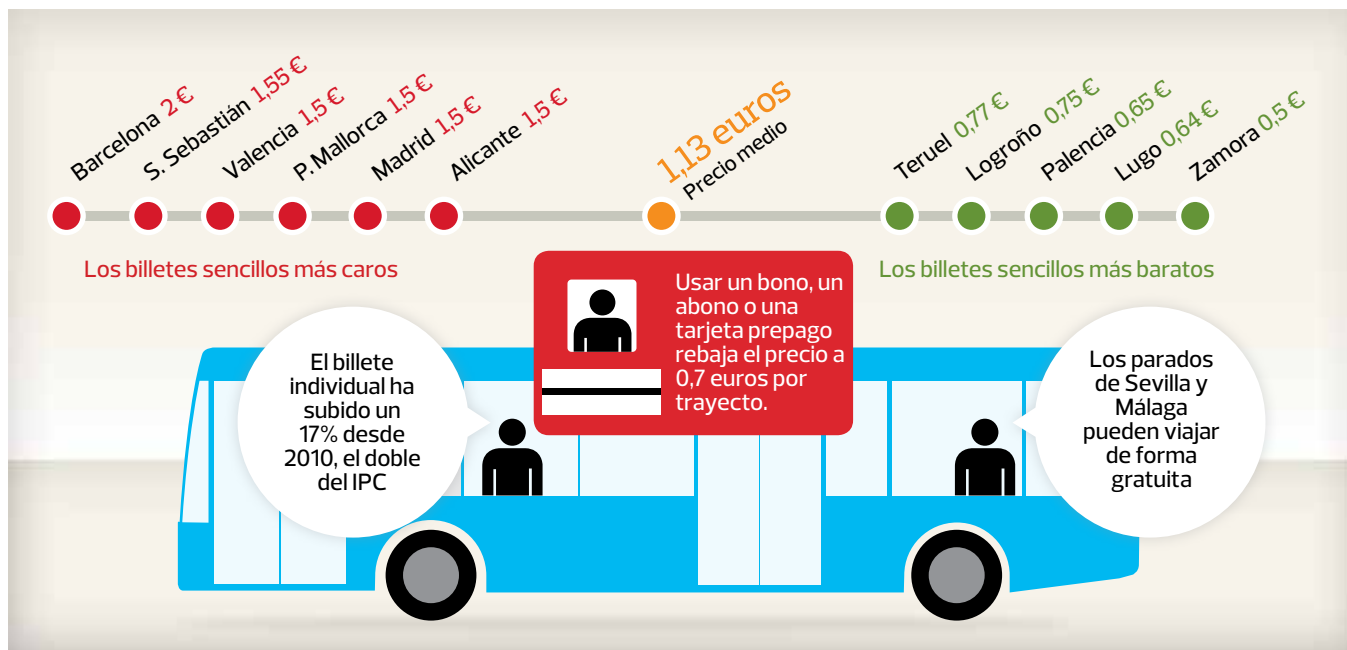 Barcelona 2 €
S. Sebastián 1,55 €
Valencia 1,5 €
P. Mallorca 1,5 €
Madrid 1,5 €
Alicante 1,5 €
1,13 euros
Precio medio
Teruel 0,77 €
Logroño 0,75 €
Palencia 0,65 €
Lugo 0,64 €
Zamora 0,5 €
Los billetes sencillos más caros
Los billetes sencillos más baratos
Usar un bono, un
abono o una
tarjeta prepago
rebaja el precio a
0,7 euros por
trayecto.
El billete
individual ha
subido un
17% desde
2010, el doble
del IPC
Los parados
de Sevilla y
Málaga
pueden viajar
de forma
gratuita